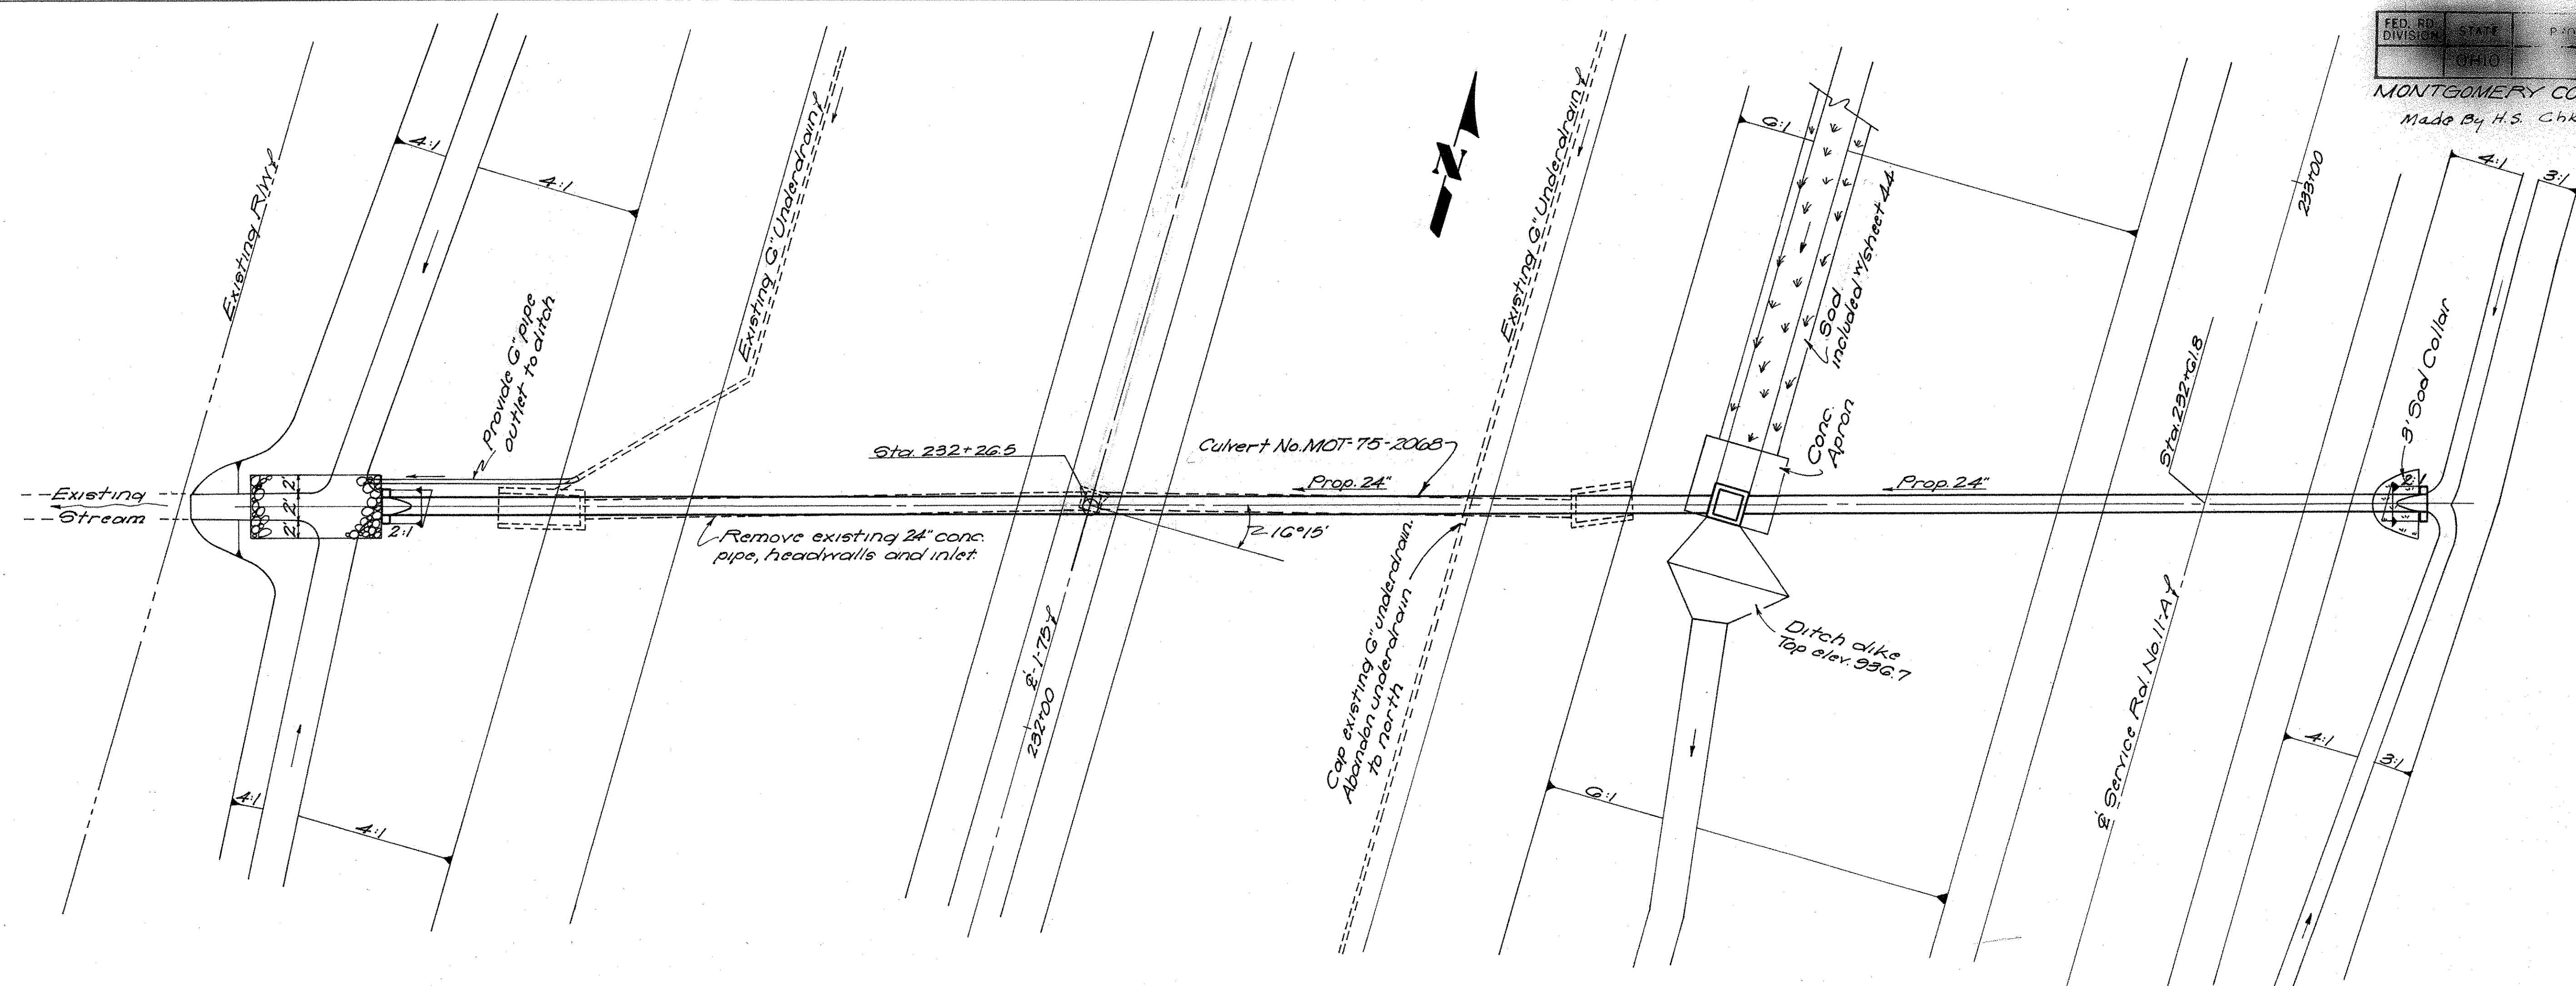 FED. RD.
DIVISION
STATE
OHIO
MONTGOMERY CO
Made By H.S. Chk
4:1
4:1
Existing R/W
Existing 6" Underdrain
Existing 6" Underdrain
6:1
Sod
included w/sheet 44
233+00
4:1
3:1
Provide 6" pipe
outlet to ditch
Sta. 232+26.5
Culvert No. MOT-75-2068
Conc.
Apron
Sta. 232+61.8
3' Sod Collar
Existing
Stream
2'
2'
2'
2:1
Prop. 24"
Prop. 24"
Remove existing 24" conc.
pipe, headwalls and inlet.
16°15'
Cap existing 6" underdrain.
Abandon underdrain
to north
Ditch dike
Top elev. 936.7
₠ I-75
232+00
₠ Service Rd. No. 11-A
4:1
4:1
6:1
4:1
3:1